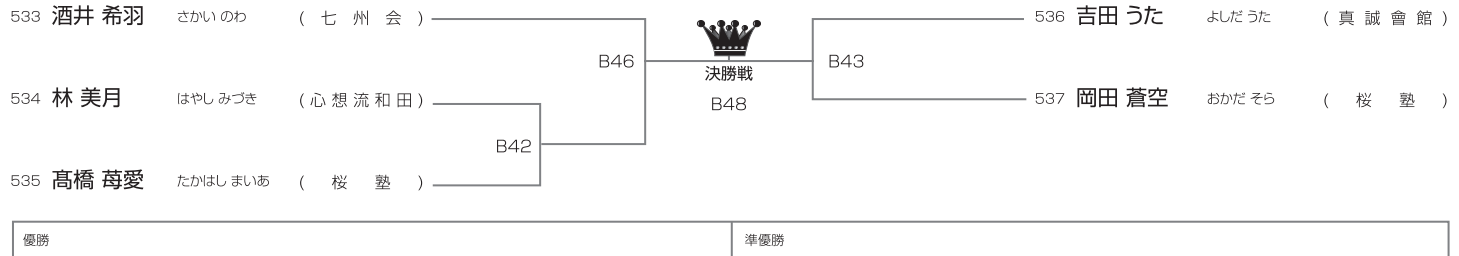 533 酒井 希羽 さかい のわ (七州会)
534 林 美月 はやし みづき (心想流和田)
535 髙橋 苺愛 たかはし まいあ (桜塾)
B46
B42
決勝戦
B48
B43
536 吉田 うた よしだ うた (真誠會館)
537 岡田 蒼空 おかだ そら (桜塾)
優勝
準優勝